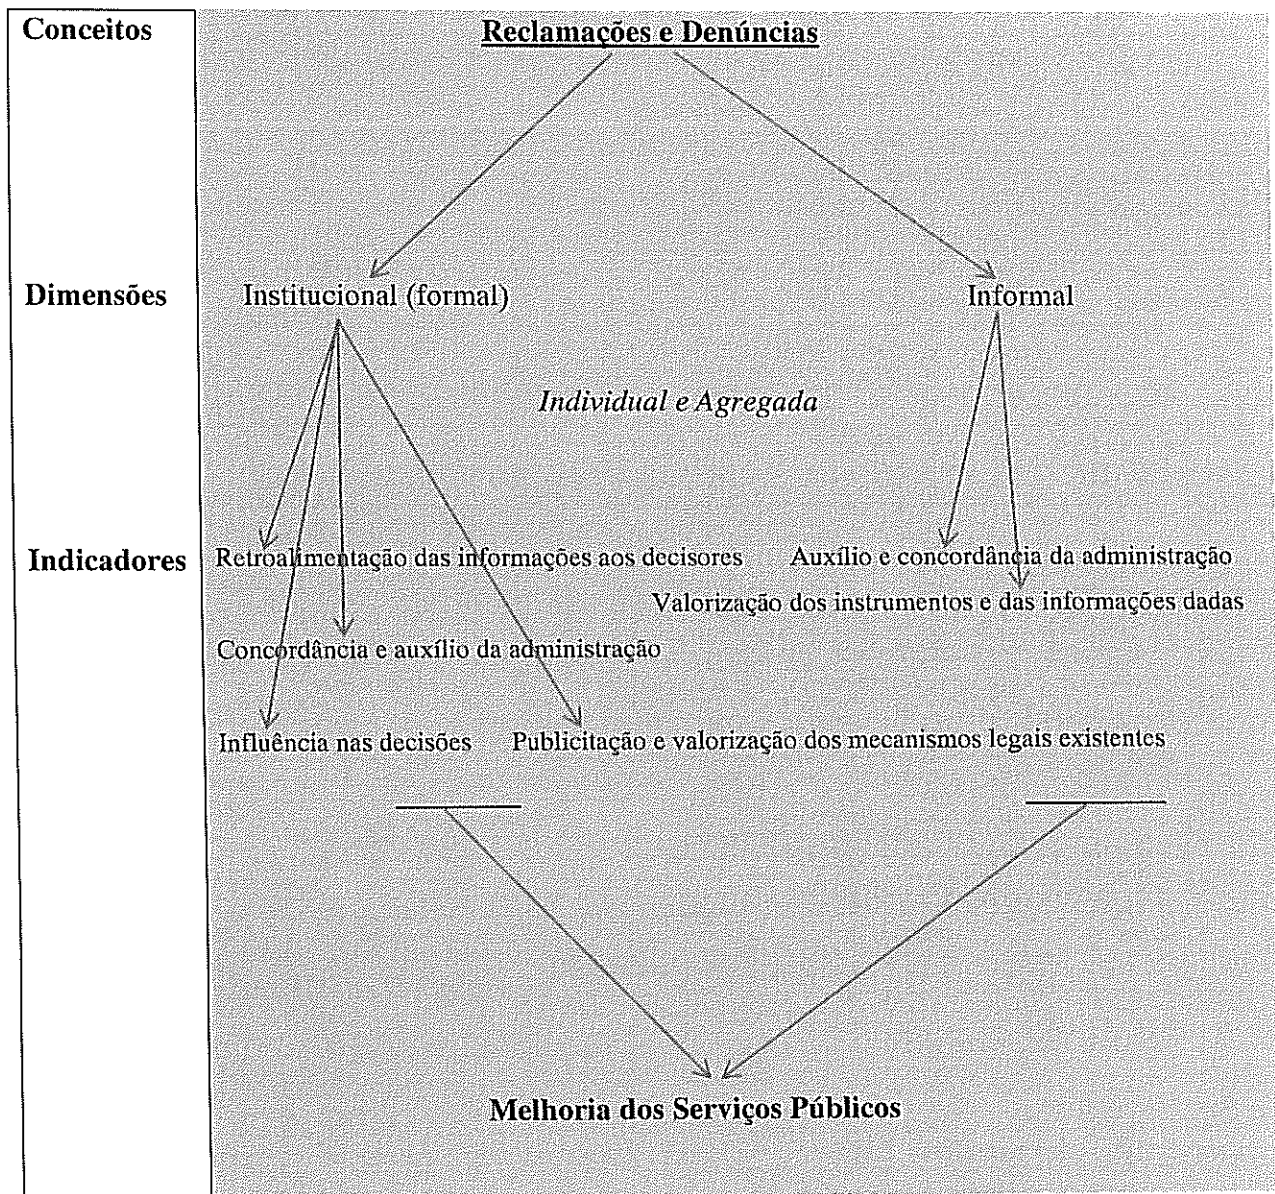 Conceitos
Reclamações e Denúncias
Dimensões
Institucional (formal)
Informal
Individual e Agregada
Indicadores
Retroalimentação das informações aos decisores
Auxílio e concordância da administração
Valorização dos instrumentos e das informações dadas
Concordância e auxílio da administração
Influência nas decisões
Publicitação e valorização dos mecanismos legais existentes
Melhoria dos Serviços Públicos